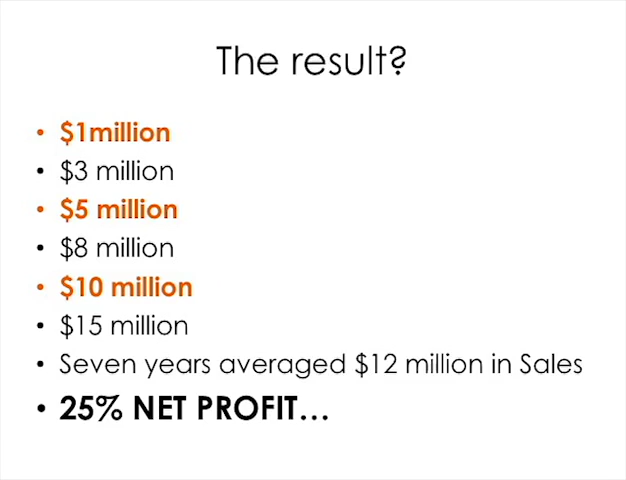 The result?
• $1million
• $3 million
• $5 million
• $8 million
• $10 million
• $15 million
• Seven years averaged $12 million in Sales
• 25% NET PROFIT…